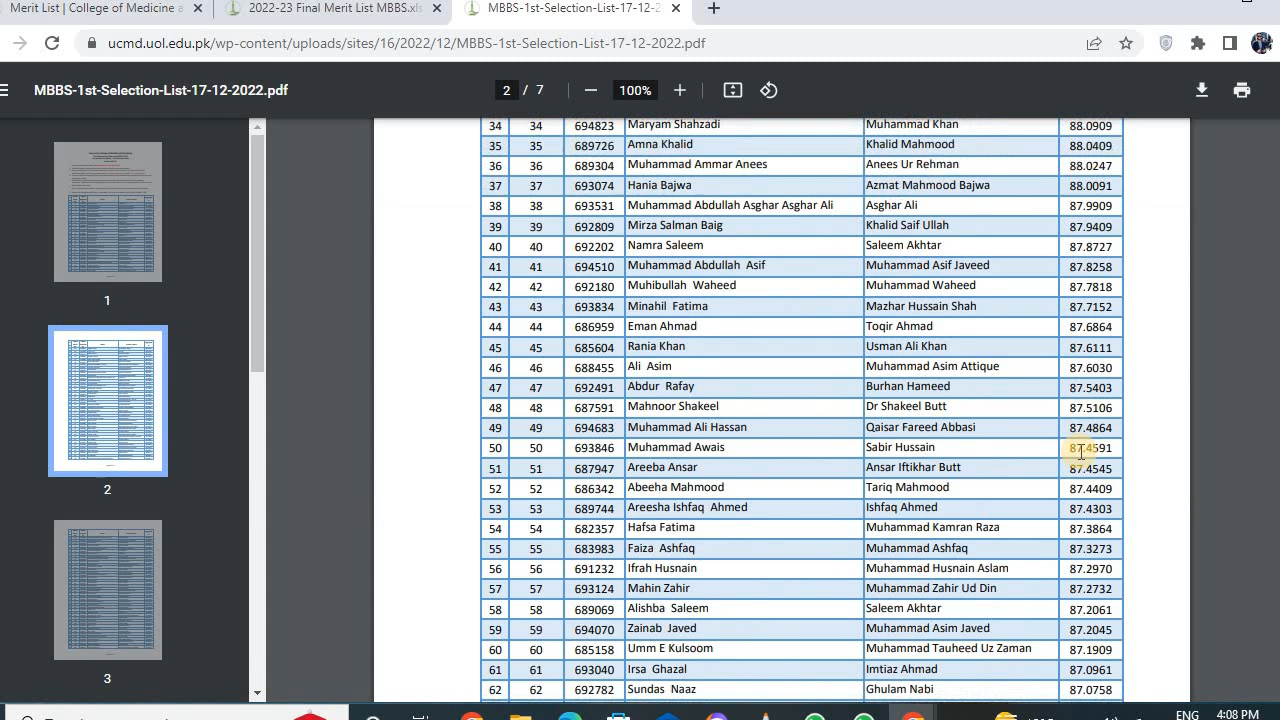 Merit List | College of Medicine a
2022-23 Final Merit List MBBS.xls
MBBS-1st-Selection-List-17-12-2
ucmd.uol.edu.pk/wp-content/uploads/sites/16/2022/12/MBBS-1st-Selection-List-17-12-2022.pdf
MBBS-1st-Selection-List-17-12-2022.pdf 2 / 7 100%
1
2
3
34 34 694823 Maryam Shahzadi Muhammad Khan 88.0909
35 35 689726 Amna Khalid Khalid Mahmood 88.0409
36 36 689304 Muhammad Ammar Anees Anees Ur Rehman 88.0247
37 37 693074 Hania Bajwa Azmat Mahmood Bajwa 88.0091
38 38 693531 Muhammad Abdullah Asghar Asghar Ali Asghar Ali 87.9909
39 39 692809 Mirza Salman Baig Khalid Saif Ullah 87.9409
40 40 692202 Namra Saleem Saleem Akhtar 87.8727
41 41 694510 Muhammad Abdullah Asif Muhammad Asif Javeed 87.8258
42 42 692180 Muhibullah Waheed Muhammad Waheed 87.7818
43 43 693834 Minahil Fatima Mazhar Hussain Shah 87.7152
44 44 686959 Eman Ahmad Toqir Ahmad 87.6864
45 45 685604 Rania Khan Usman Ali Khan 87.6111
46 46 688455 Ali Asim Muhammad Asim Attique 87.6030
47 47 692491 Abdur Rafay Burhan Hameed 87.5403
48 48 687591 Mahnoor Shakeel Dr Shakeel Butt 87.5106
49 49 694683 Muhammad Ali Hassan Qaisar Fareed Abbasi 87.4864
50 50 693846 Muhammad Awais Sabir Hussain 87.4591
51 51 687947 Areeba Ansar Ansar Iftikhar Butt 87.4545
52 52 686342 Abeeha Mahmood Tariq Mahmood 87.4409
53 53 689744 Areesha Ishfaq Ahmed Ishfaq Ahmed 87.4303
54 54 682357 Hafsa Fatima Muhammad Kamran Raza 87.3864
55 55 683983 Faiza Ashfaq Muhammad Ashfaq 87.3273
56 56 691232 Ifrah Husnain Muhammad Husnain Aslam 87.2970
57 57 693124 Mahin Zahir Muhammad Zahir Ud Din 87.2732
58 58 689069 Alishba Saleem Saleem Akhtar 87.2061
59 59 694070 Zainab Javed Muhammad Asim Javed 87.2045
60 60 685158 Umm E Kulsoom Muhammad Tauheed Uz Zaman 87.1909
61 61 693040 Irsa Ghazal Imtiaz Ahmad 87.0961
62 62 692782 Sundas Naaz Ghulam Nabi 87.0758
ENG 4:08 PM